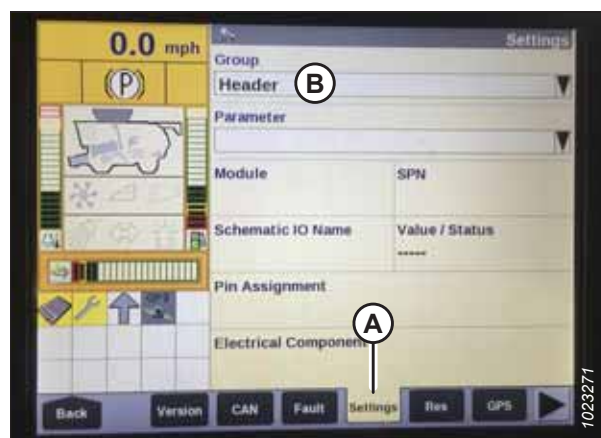 0.0 mph
(P)
Settings
Group
Header
B
Parameter
Module
SPN
Schematic IO Name
Value / Status
-----
Pin Assignment
A
Electrical Component
Back
Version
CAN
Fault
Settings
Res
GPS
1023271